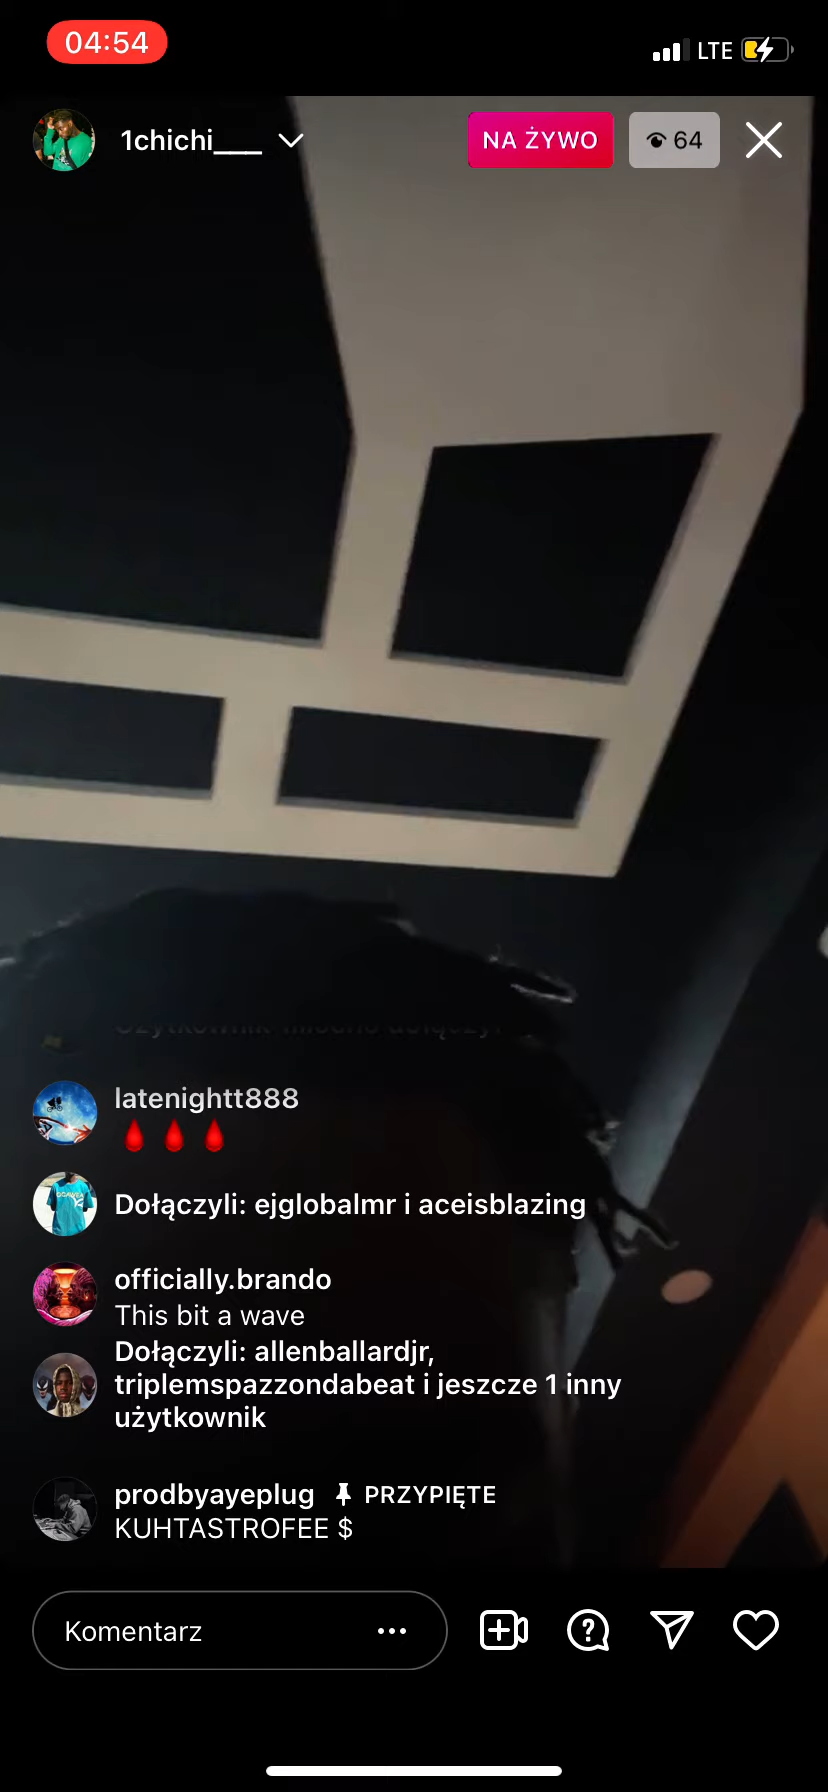 04:54
LTE
1chichi___
NA ŻYWO
64
latenightt888
Dołączyli: ejglobalmr i aceisblazing
officially.brando
This bit a wave
Dołączyli: allenballardjr,
triplemspazzondabeat i jeszcze 1 inny
użytkownik
prodbyayeplug PRZYPIĘTE
KUHTASTROFEE $
Komentarz